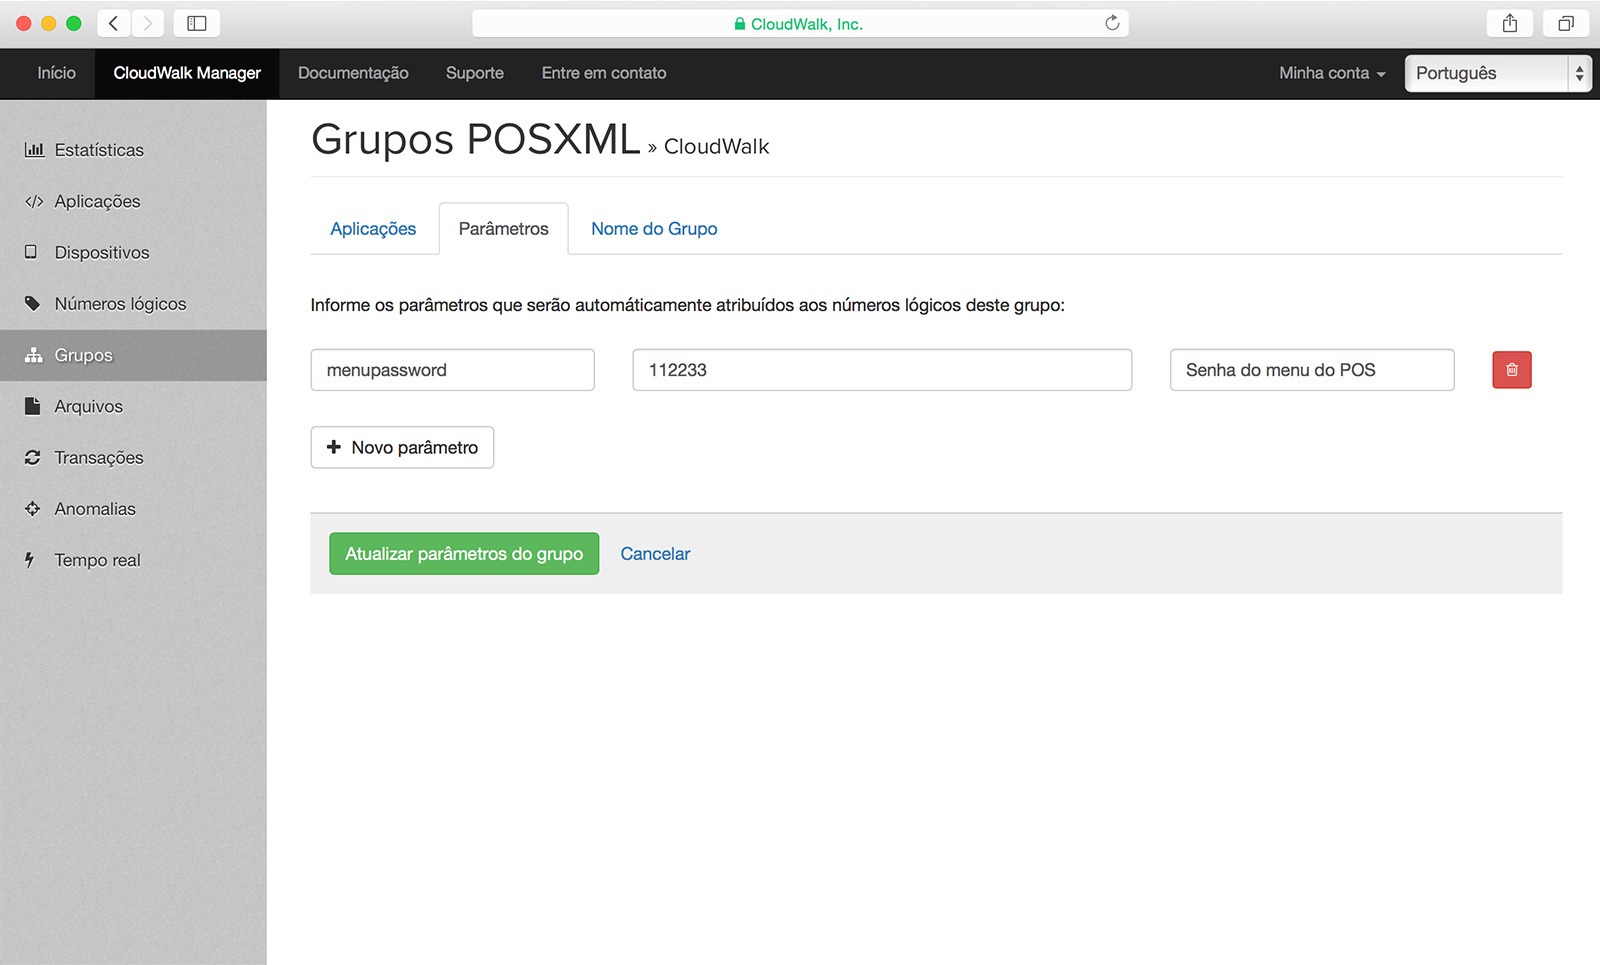 CloudWalk, Inc.
Início CloudWalk Manager Documentação Suporte Entre em contato Minha conta Português
Grupos POSXML » CloudWalk
Estatísticas
Aplicações
Dispositivos
Números lógicos
Grupos
Arquivos
Transações
Anomalias
Tempo real
Aplicações Parâmetros Nome do Grupo
Informe os parâmetros que serão automáticamente atribuídos aos números lógicos deste grupo:
menupassword 112233 Senha do menu do POS
Novo parâmetro
Atualizar parâmetros do grupo Cancelar